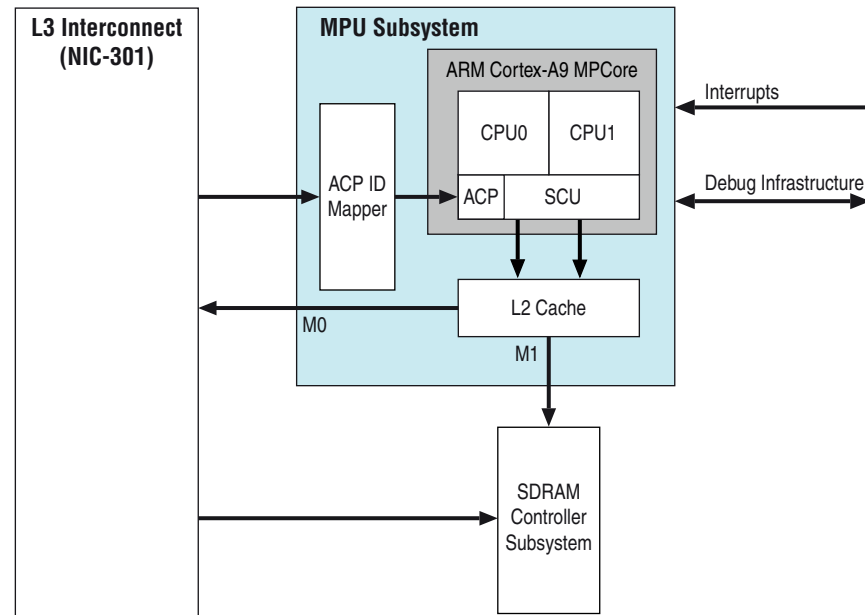 L3 Interconnect
(NIC-301)
MPU Subsystem
ARM Cortex-A9 MPCore
CPU0
CPU1
ACP
SCU
ACP ID
Mapper
Interrupts
Debug Infrastructure
L2 Cache
M0
M1
SDRAM
Controller
Subsystem